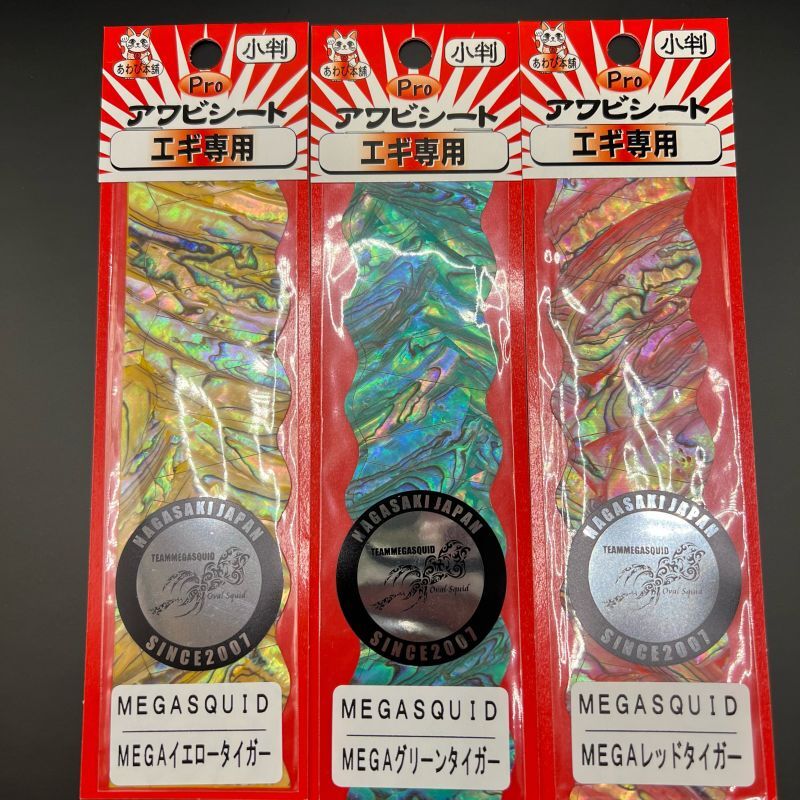 あわび本舗
小判
Pro
アワビシート
エギ専用
NAGASAKI JAPAN
TEAMMEGASQUID
Oval Squid
SINCE2007
MEGASQUID
MEGAイエロータイガー
あわび本舗
小判
Pro
アワビシート
エギ専用
NAGASAKI JAPAN
TEAMMEGASQUID
Oval Squid
SINCE2007
MEGASQUID
MEGAグリーンタイガー
あわび本舗
小判
Pro
アワビシート
エギ専用
NAGASAKI JAPAN
TEAMMEGASQUID
Oval Squid
SINCE2007
MEGASQUID
MEGAレッドタイガー